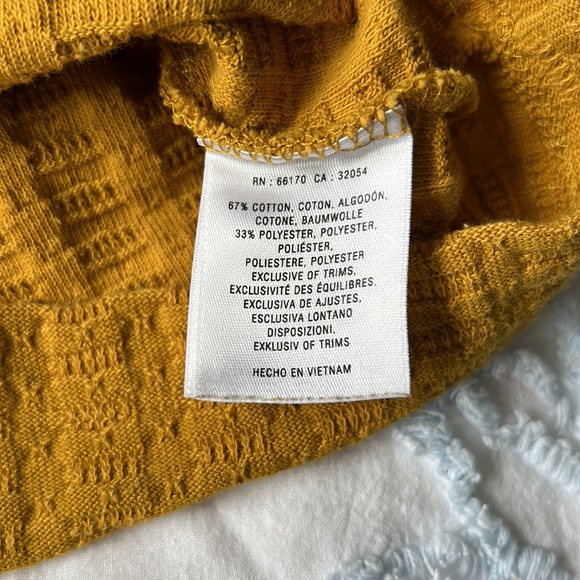 RN : 66170 CA : 32054
67% COTTON, COTON, ALGODÓN,
COTONE, BAUMWOLLE
33% POLYESTER, POLYESTER,
POLIÉSTER,
POLIESTERE, POLYESTER
EXCLUSIVE OF TRIMS,
EXCLUSIVITÉ DES ÉQUILIBRES,
EXCLUSIVA DE AJUSTES,
ESCLUSIVA LONTANO
DISPOSIZIONI,
EXKLUSIV OF TRIMS
HECHO EN VIETNAM